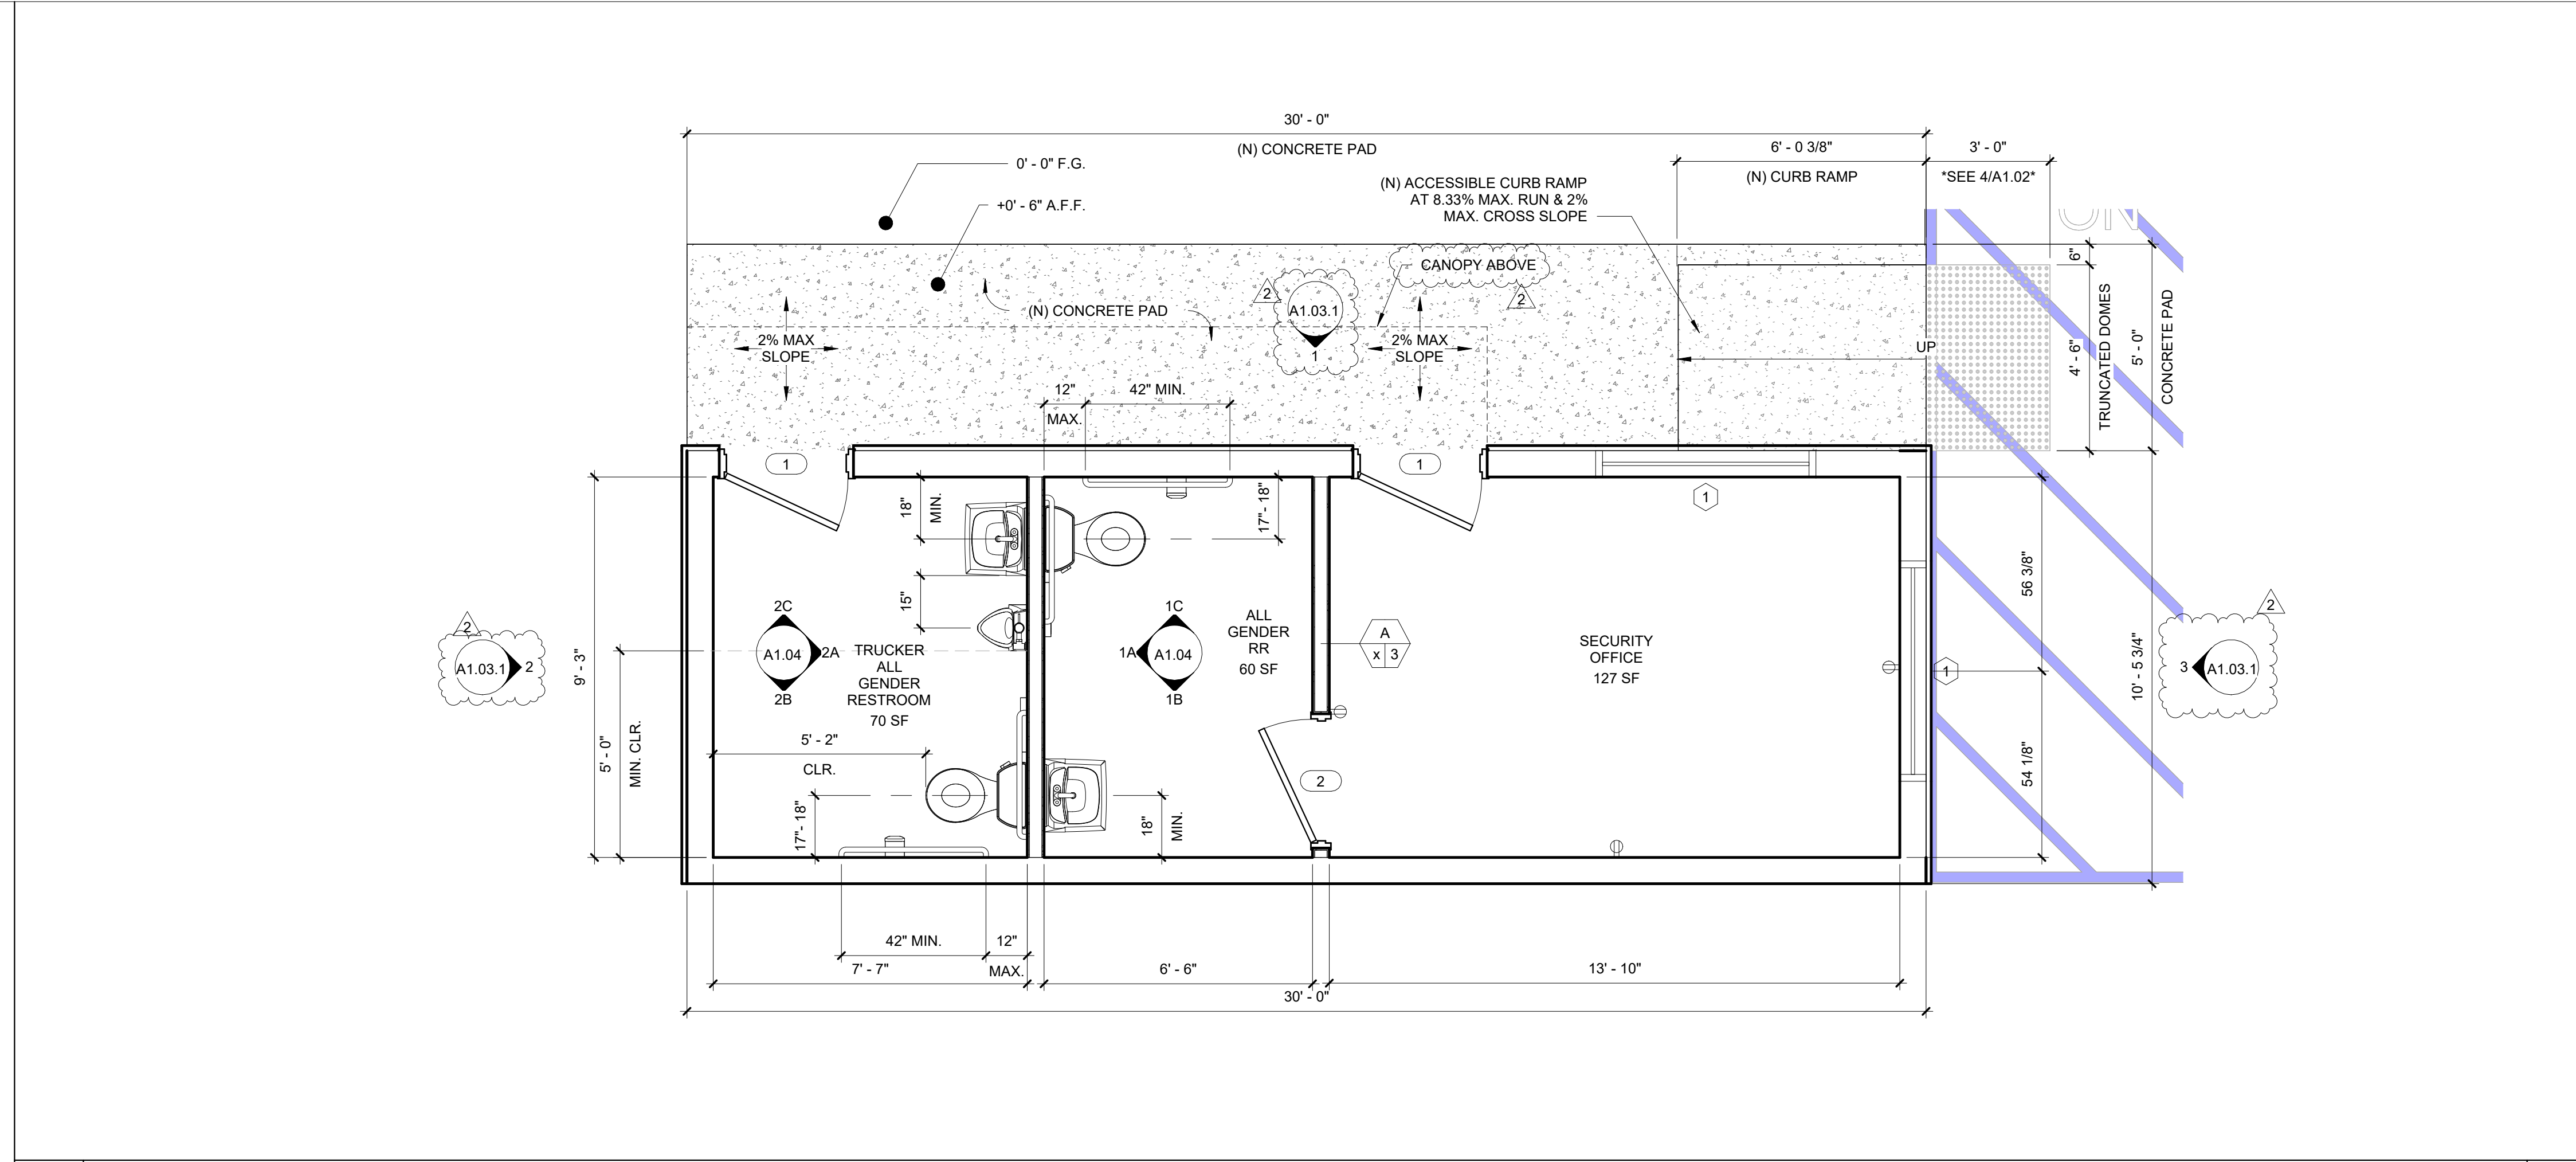 30' - 0"
(N) CONCRETE PAD
6' - 0 3/8"
(N) CURB RAMP
3' - 0"
*SEE 4/A1.02*
0' - 0" F.G.
+0' - 6" A.F.F.
(N) ACCESSIBLE CURB RAMP
AT 8.33% MAX. RUN & 2%
MAX. CROSS SLOPE
ON
CANOPY ABOVE
2
2
A1.03.1
1
(N) CONCRETE PAD
2% MAX
SLOPE
2% MAX
SLOPE
UP
6"
4' - 6"
TRUNCATED DOMES
5' - 0"
CONCRETE PAD
12"
MAX.
42" MIN.
1
1
18"
MIN.
17"- 18"
1
15"
56 3/8"
2C
A1.04
2A
2B
TRUCKER
ALL
GENDER
RESTROOM
70 SF
1C
1A
A1.04
1B
ALL
GENDER
RR
60 SF
A
x
3
SECURITY
OFFICE
127 SF
1
2
A1.03.1
2
2
3
A1.03.1
9' - 3"
5' - 0"
MIN. CLR.
10' - 5 3/4"
5' - 2"
CLR.
17"- 18"
18"
MIN.
2
54 1/8"
42" MIN.
12"
MAX.
7' - 7"
6' - 6"
13' - 10"
30' - 0"